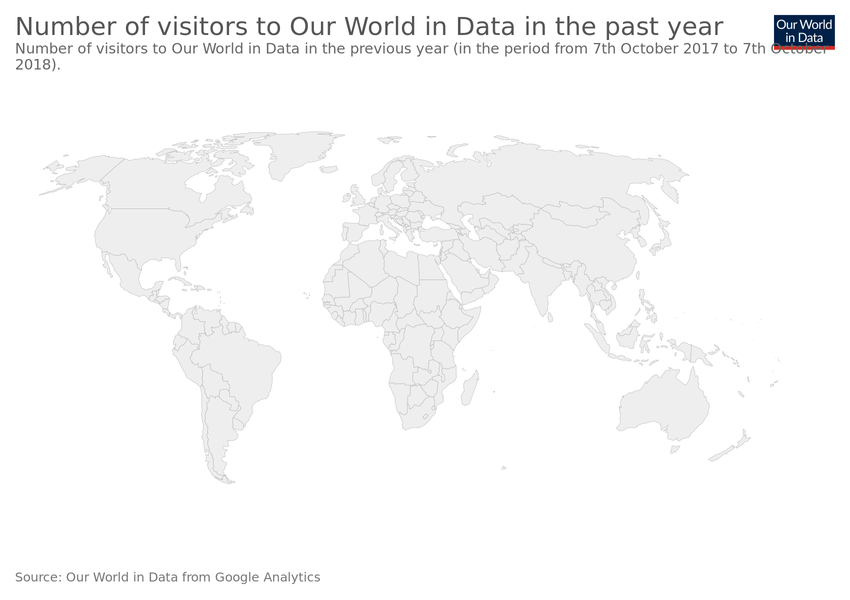 Number of visitors to Our World in Data in the past year
Our World
in Data
Number of visitors to Our World in Data in the previous year (in the period from 7th October 2017 to 7th October
2018).
Source: Our World in Data from Google Analytics